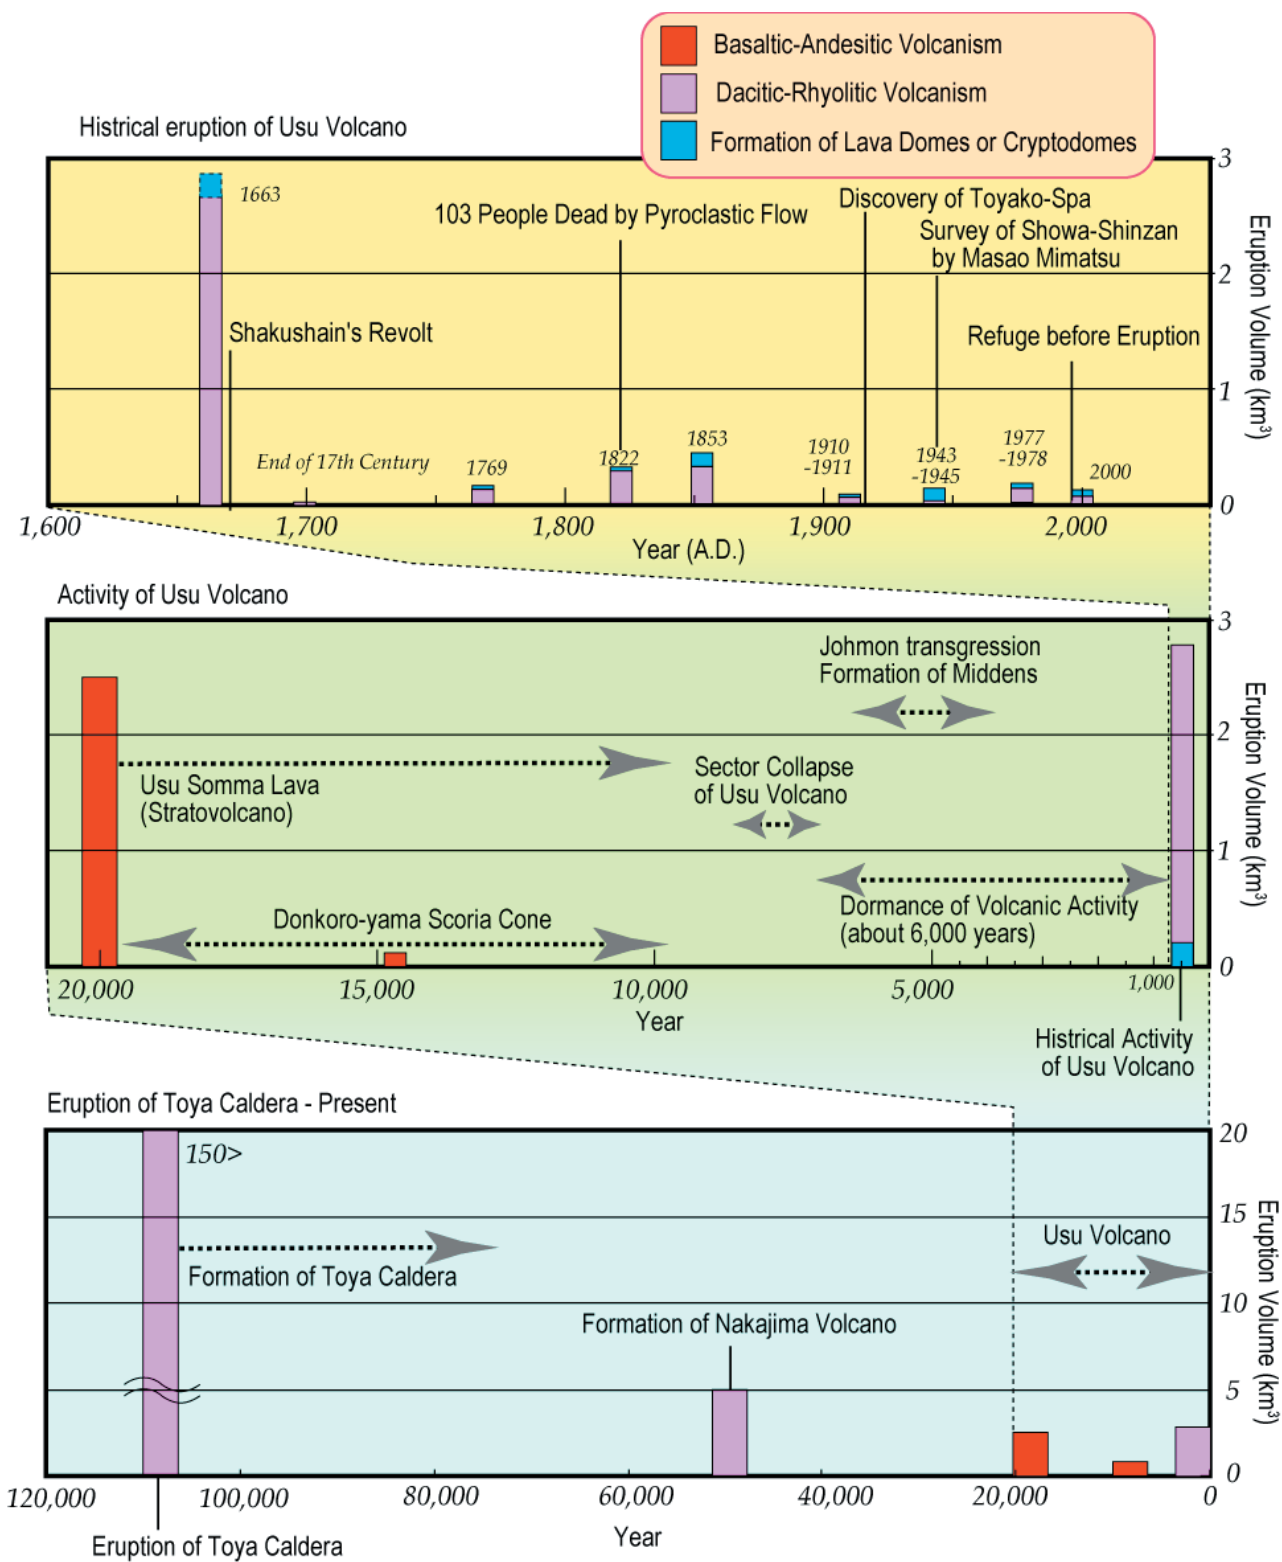 Basaltic-Andesitic Volcanism
Dacitic-Rhyolitic Volcanism
Formation of Lava Domes or Cryptodomes
Histrical eruption of Usu Volcano
3
2
1
0
Eruption Volume (km³)
1663
Shakushain's Revolt
End of 17th Century
1769
103 People Dead by Pyroclastic Flow
1822
1853
Discovery of Toyako-Spa
1910
-1911
Survey of Showa-Shinzan
by Masao Mimatsu
1943
-1945
Refuge before Eruption
1977
-1978
2000
1,600
1,700
1,800
1,900
2,000
Year (A.D.)
Activity of Usu Volcano
3
2
1
0
Eruption Volume (km³)
Johmon transgression
Formation of Middens
Usu Somma Lava
(Stratovolcano)
Sector Collapse
of Usu Volcano
Donkoro-yama Scoria Cone
Dormance of Volcanic Activity
(about 6,000 years)
20,000
15,000
10,000
5,000
1,000
Year
Histrical Activity
of Usu Volcano
Eruption of Toya Caldera - Present
20
15
10
5
0
Eruption Volume (km³)
150>
Formation of Toya Caldera
Usu Volcano
Formation of Nakajima Volcano
120,000
100,000
80,000
60,000
40,000
20,000
0
Year
Eruption of Toya Caldera